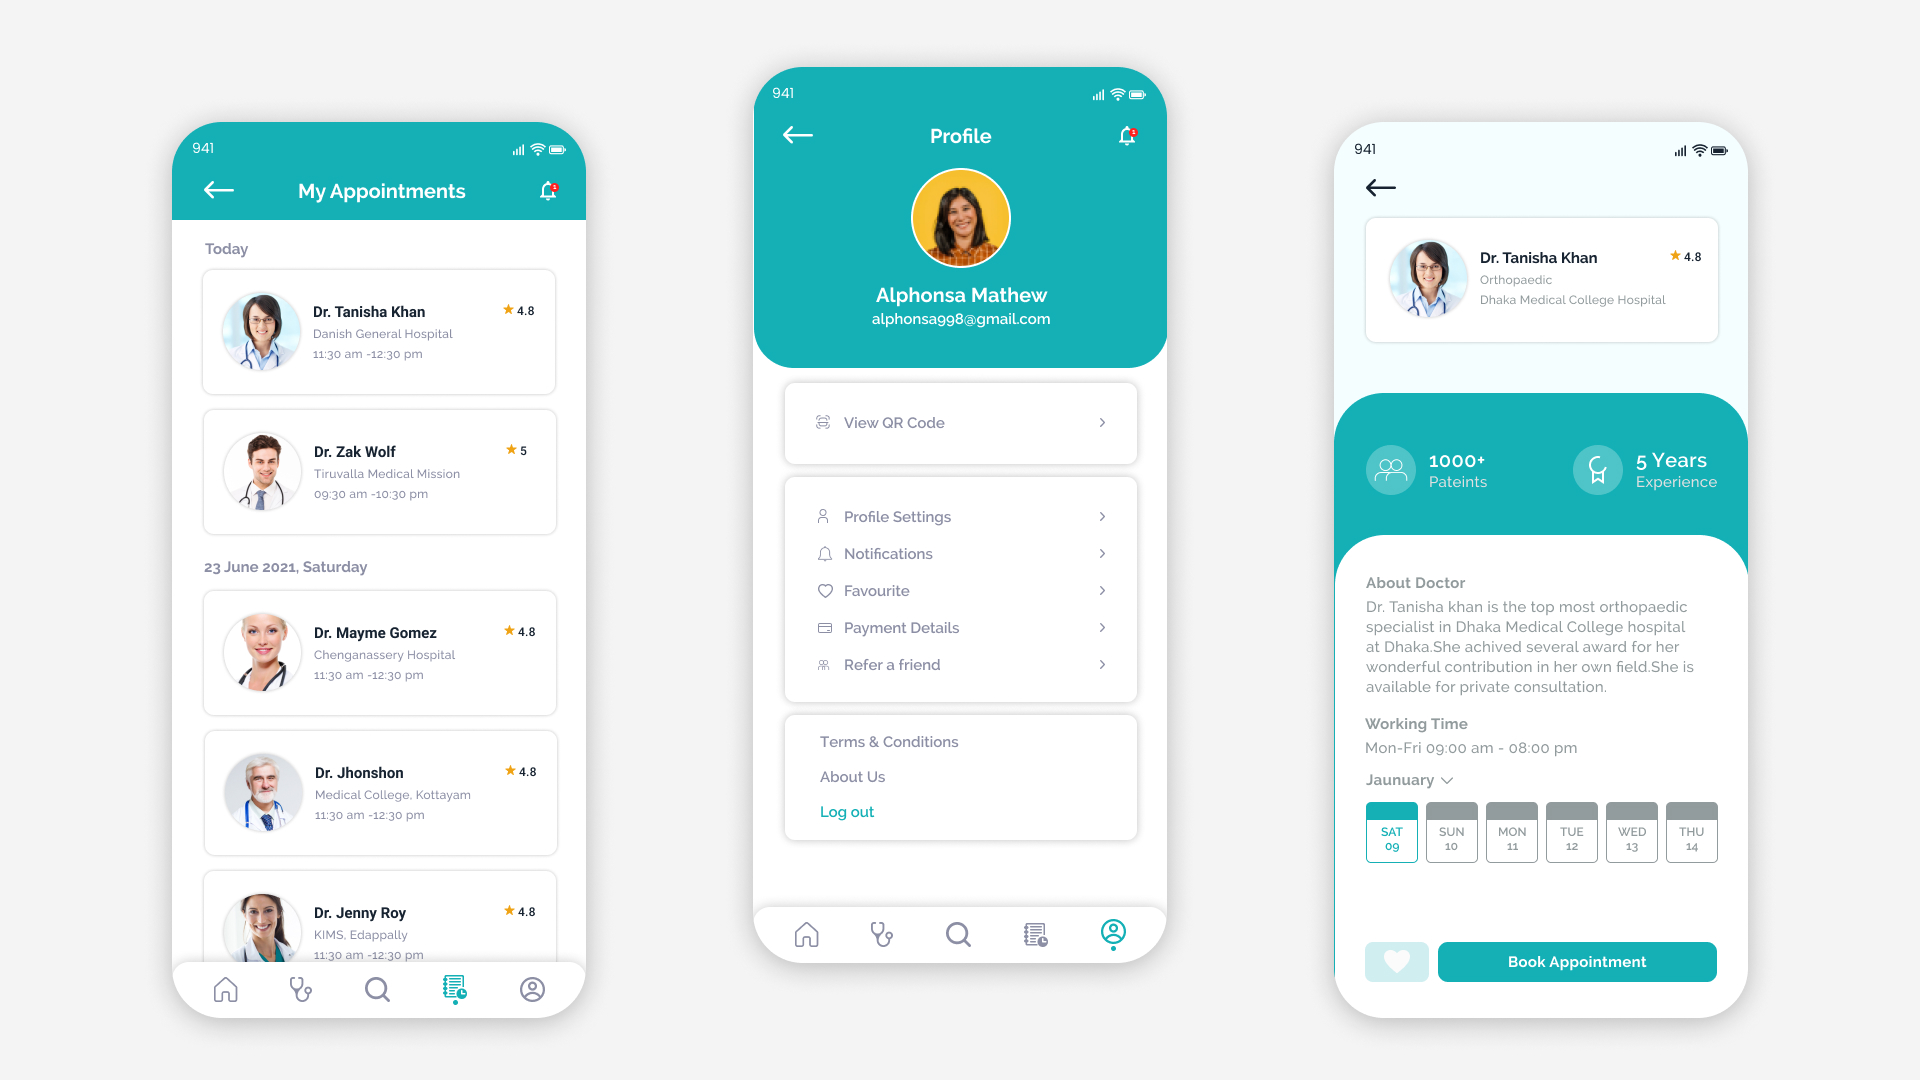 941
My Appointments
1
Today
Dr. Tanisha Khan
4.8
Danish General Hospital
11:30 am -12:30 pm
Dr. Zak Wolf
5
Tiruvalla Medical Mission
09:30 am -10:30 pm
23 June 2021, Saturday
Dr. Mayme Gomez
4.8
Chenganassery Hospital
11:30 am -12:30 pm
Dr. Jhonshon
4.8
Medical College, Kottayam
11:30 am -12:30 pm
Dr. Jenny Roy
4.8
KIMS, Edappally
11:30 am -12:30 pm
941
Profile
1
Alphonsa Mathew
alphonsa998@gmail.com
View QR Code
Profile Settings
Notifications
Favourite
Payment Details
Refer a friend
Terms & Conditions
About Us
Log out
941
Dr. Tanisha Khan
4.8
Orthopaedic
Dhaka Medical College Hospital
1000+
Pateints
5 Years
Experience
About Doctor
Dr. Tanisha khan is the top most orthopaedic
specialist in Dhaka Medical College hospital
at Dhaka.She achived several award for her
wonderful contribution in her own field.She is
available for private consultation.
Working Time
Mon-Fri 09:00 am - 08:00 pm
Jaunuary
SAT SUN MON TUE WED THU
09 10 11 12 13 14
Book Appointment